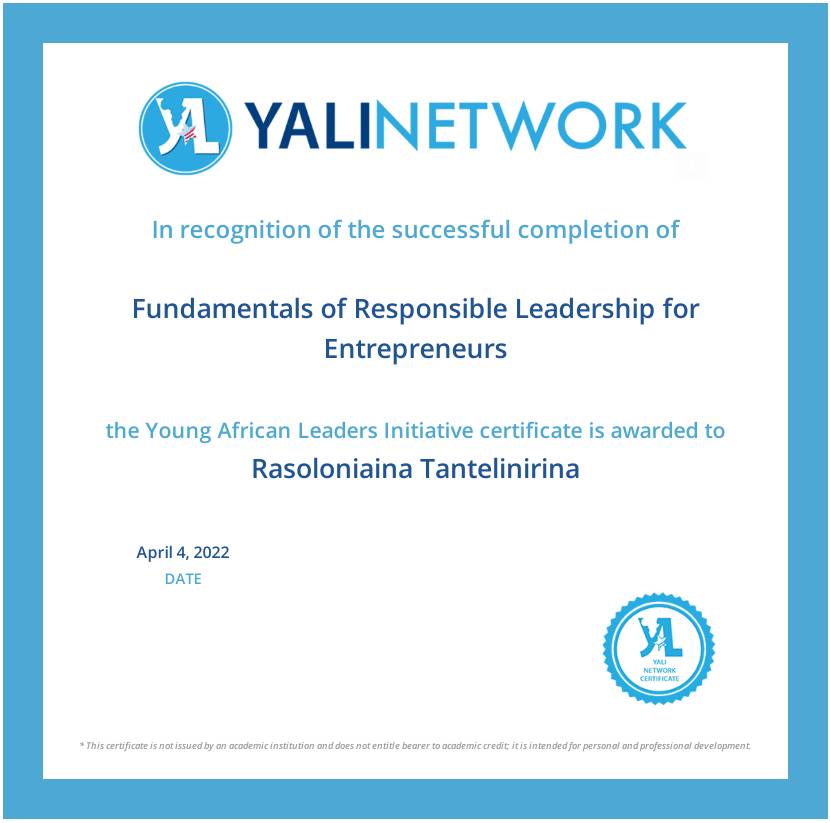 YALINETWORK
In recognition of the successful completion of
Fundamentals of Responsible Leadership for
Entrepreneurs
the Young African Leaders Initiative certificate is awarded to
Rasoloniaina Tantelinirina
April 4, 2022
DATE
YALI
NETWORK
CERTIFICATE
* This certificate is not issued by an academic institution and does not entitle bearer to academic credit; it is intended for personal and professional development.